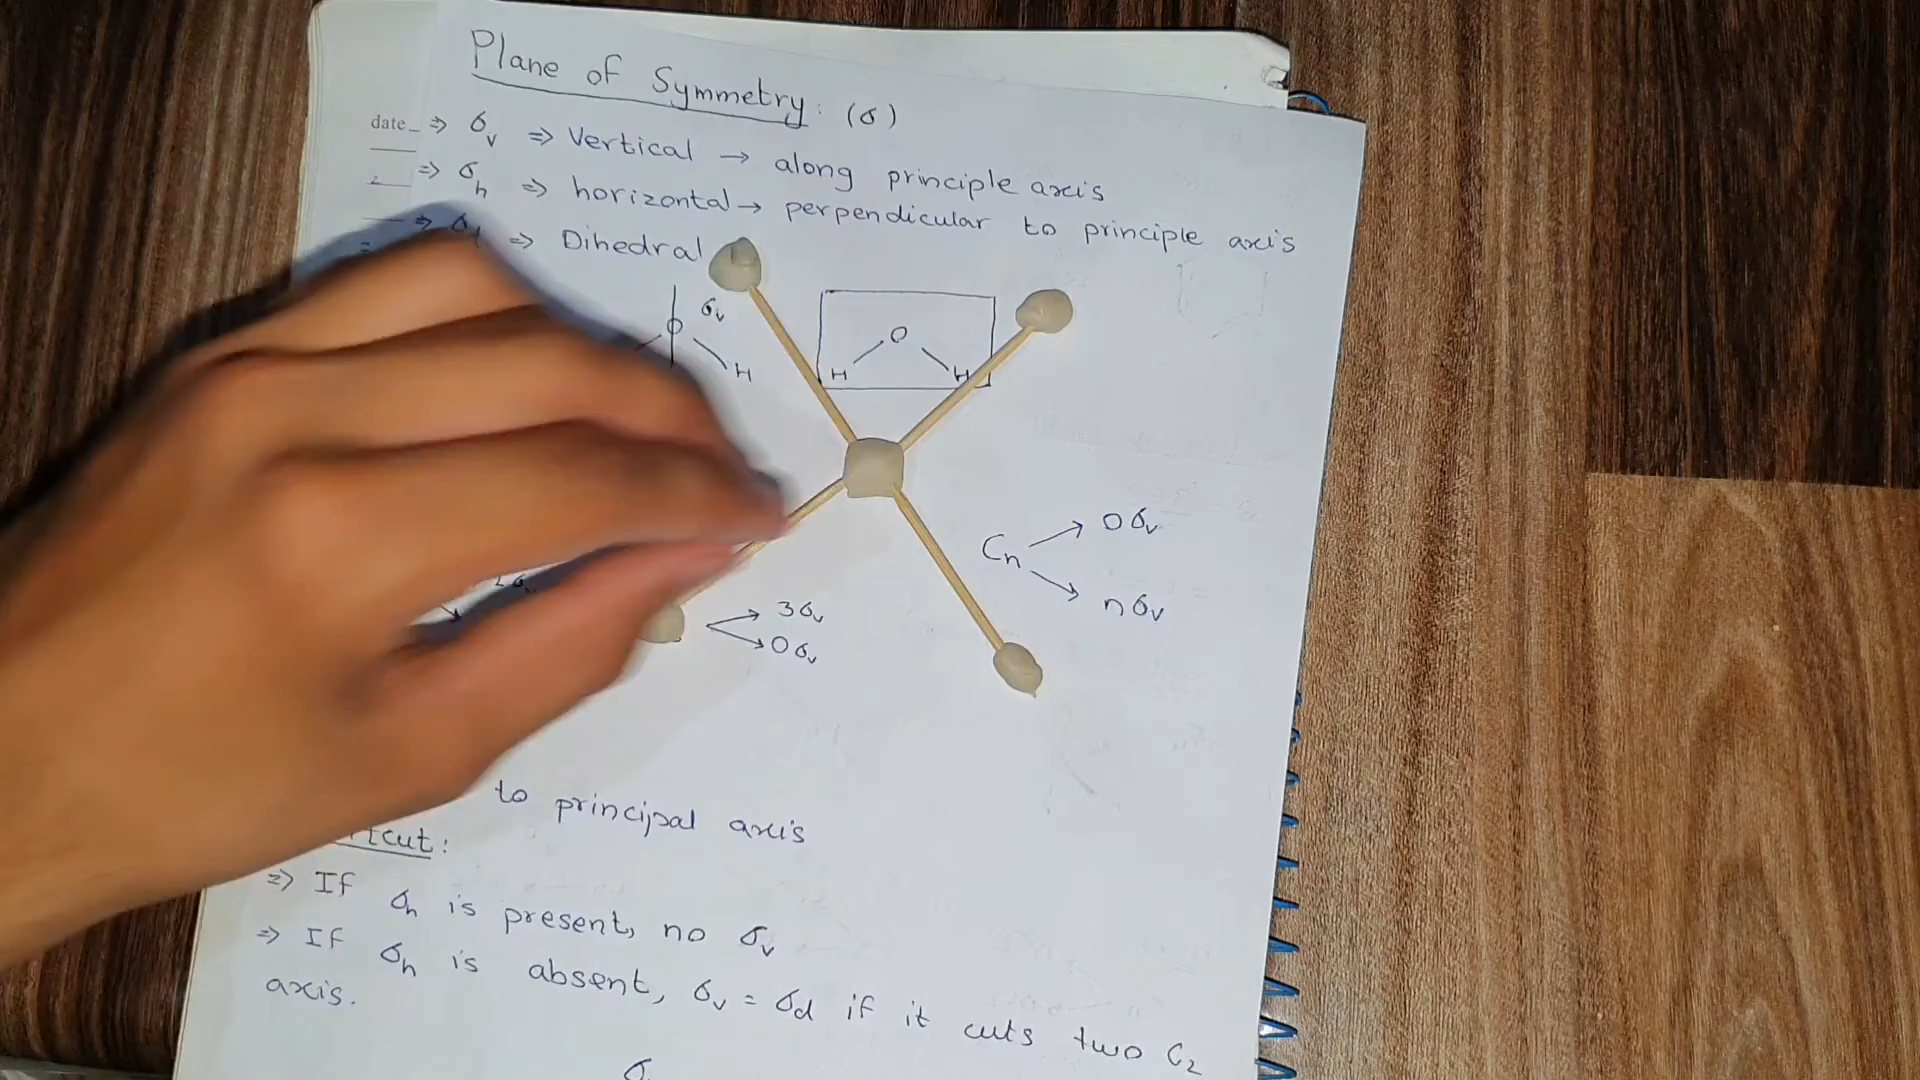 Plane of Symmetry : (σ)
date_ ⇒ σv ⇒ Vertical → along principle axis
⇒ σh ⇒ horizontal → perpendicular to principle axis
⇒ σd ⇒ Dihedral
σv
O
H
O
H H
Cn → 0σv
→ nσv
→ 3σv
→ 0σv
to principal axis
⇒ If σh is present, no σv
⇒ If σh is absent, σv = σd if it cuts two C2
axis.
σ